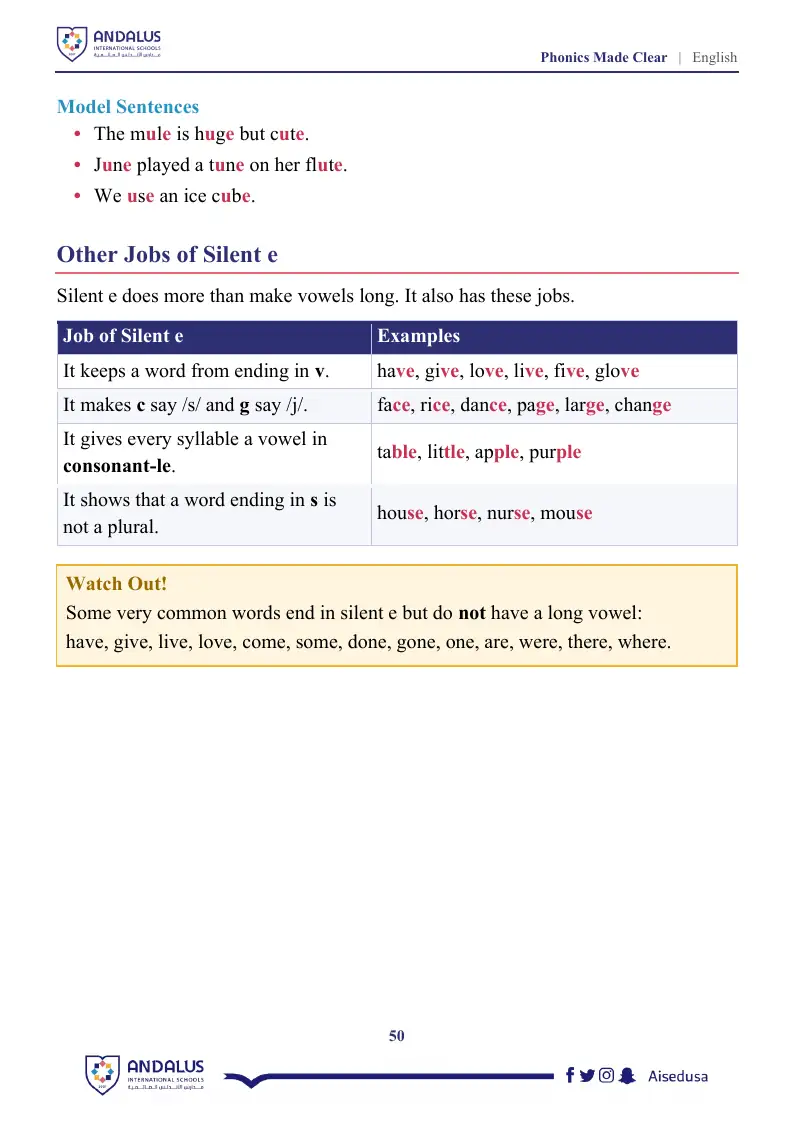 ANDALUS
INTERNATIONAL SCHOOLS
مدارس الأندلس العالمية
Phonics Made Clear | English
Model Sentences
• The mule is huge but cute.
• June played a tune on her flute.
• We use an ice cube.
Other Jobs of Silent e
Silent e does more than make vowels long. It also has these jobs.
Job of Silent e Examples
It keeps a word from ending in v. have, give, love, live, five, glove
It makes c say /s/ and g say /j/. face, rice, dance, page, large, change
It gives every syllable a vowel in
consonant-le.
table, little, apple, purple
It shows that a word ending in s is
not a plural.
house, horse, nurse, mouse
Watch Out!
Some very common words end in silent e but do not have a long vowel:
have, give, live, love, come, some, done, gone, one, are, were, there, where.
50
ANDALUS
INTERNATIONAL SCHOOLS
مدارس الأندلس العالمية
Aisedusa